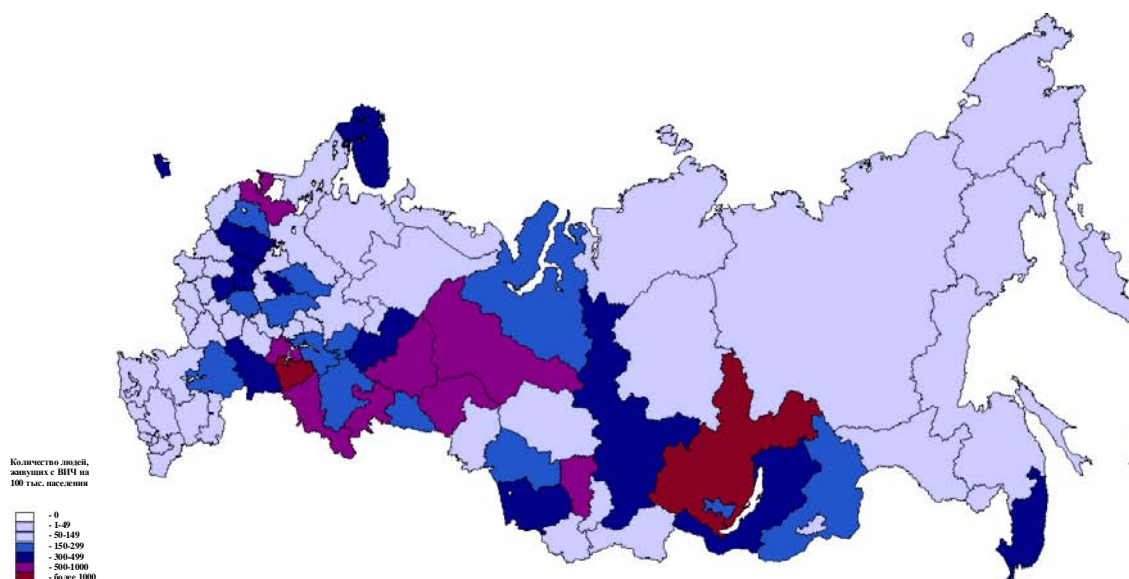 Количество людей,
живущих с ВИЧ на
100 тыс. населения
- 0
- 1-49
- 50-149
- 150-299
- 300-499
- 500-1000
- более 1000